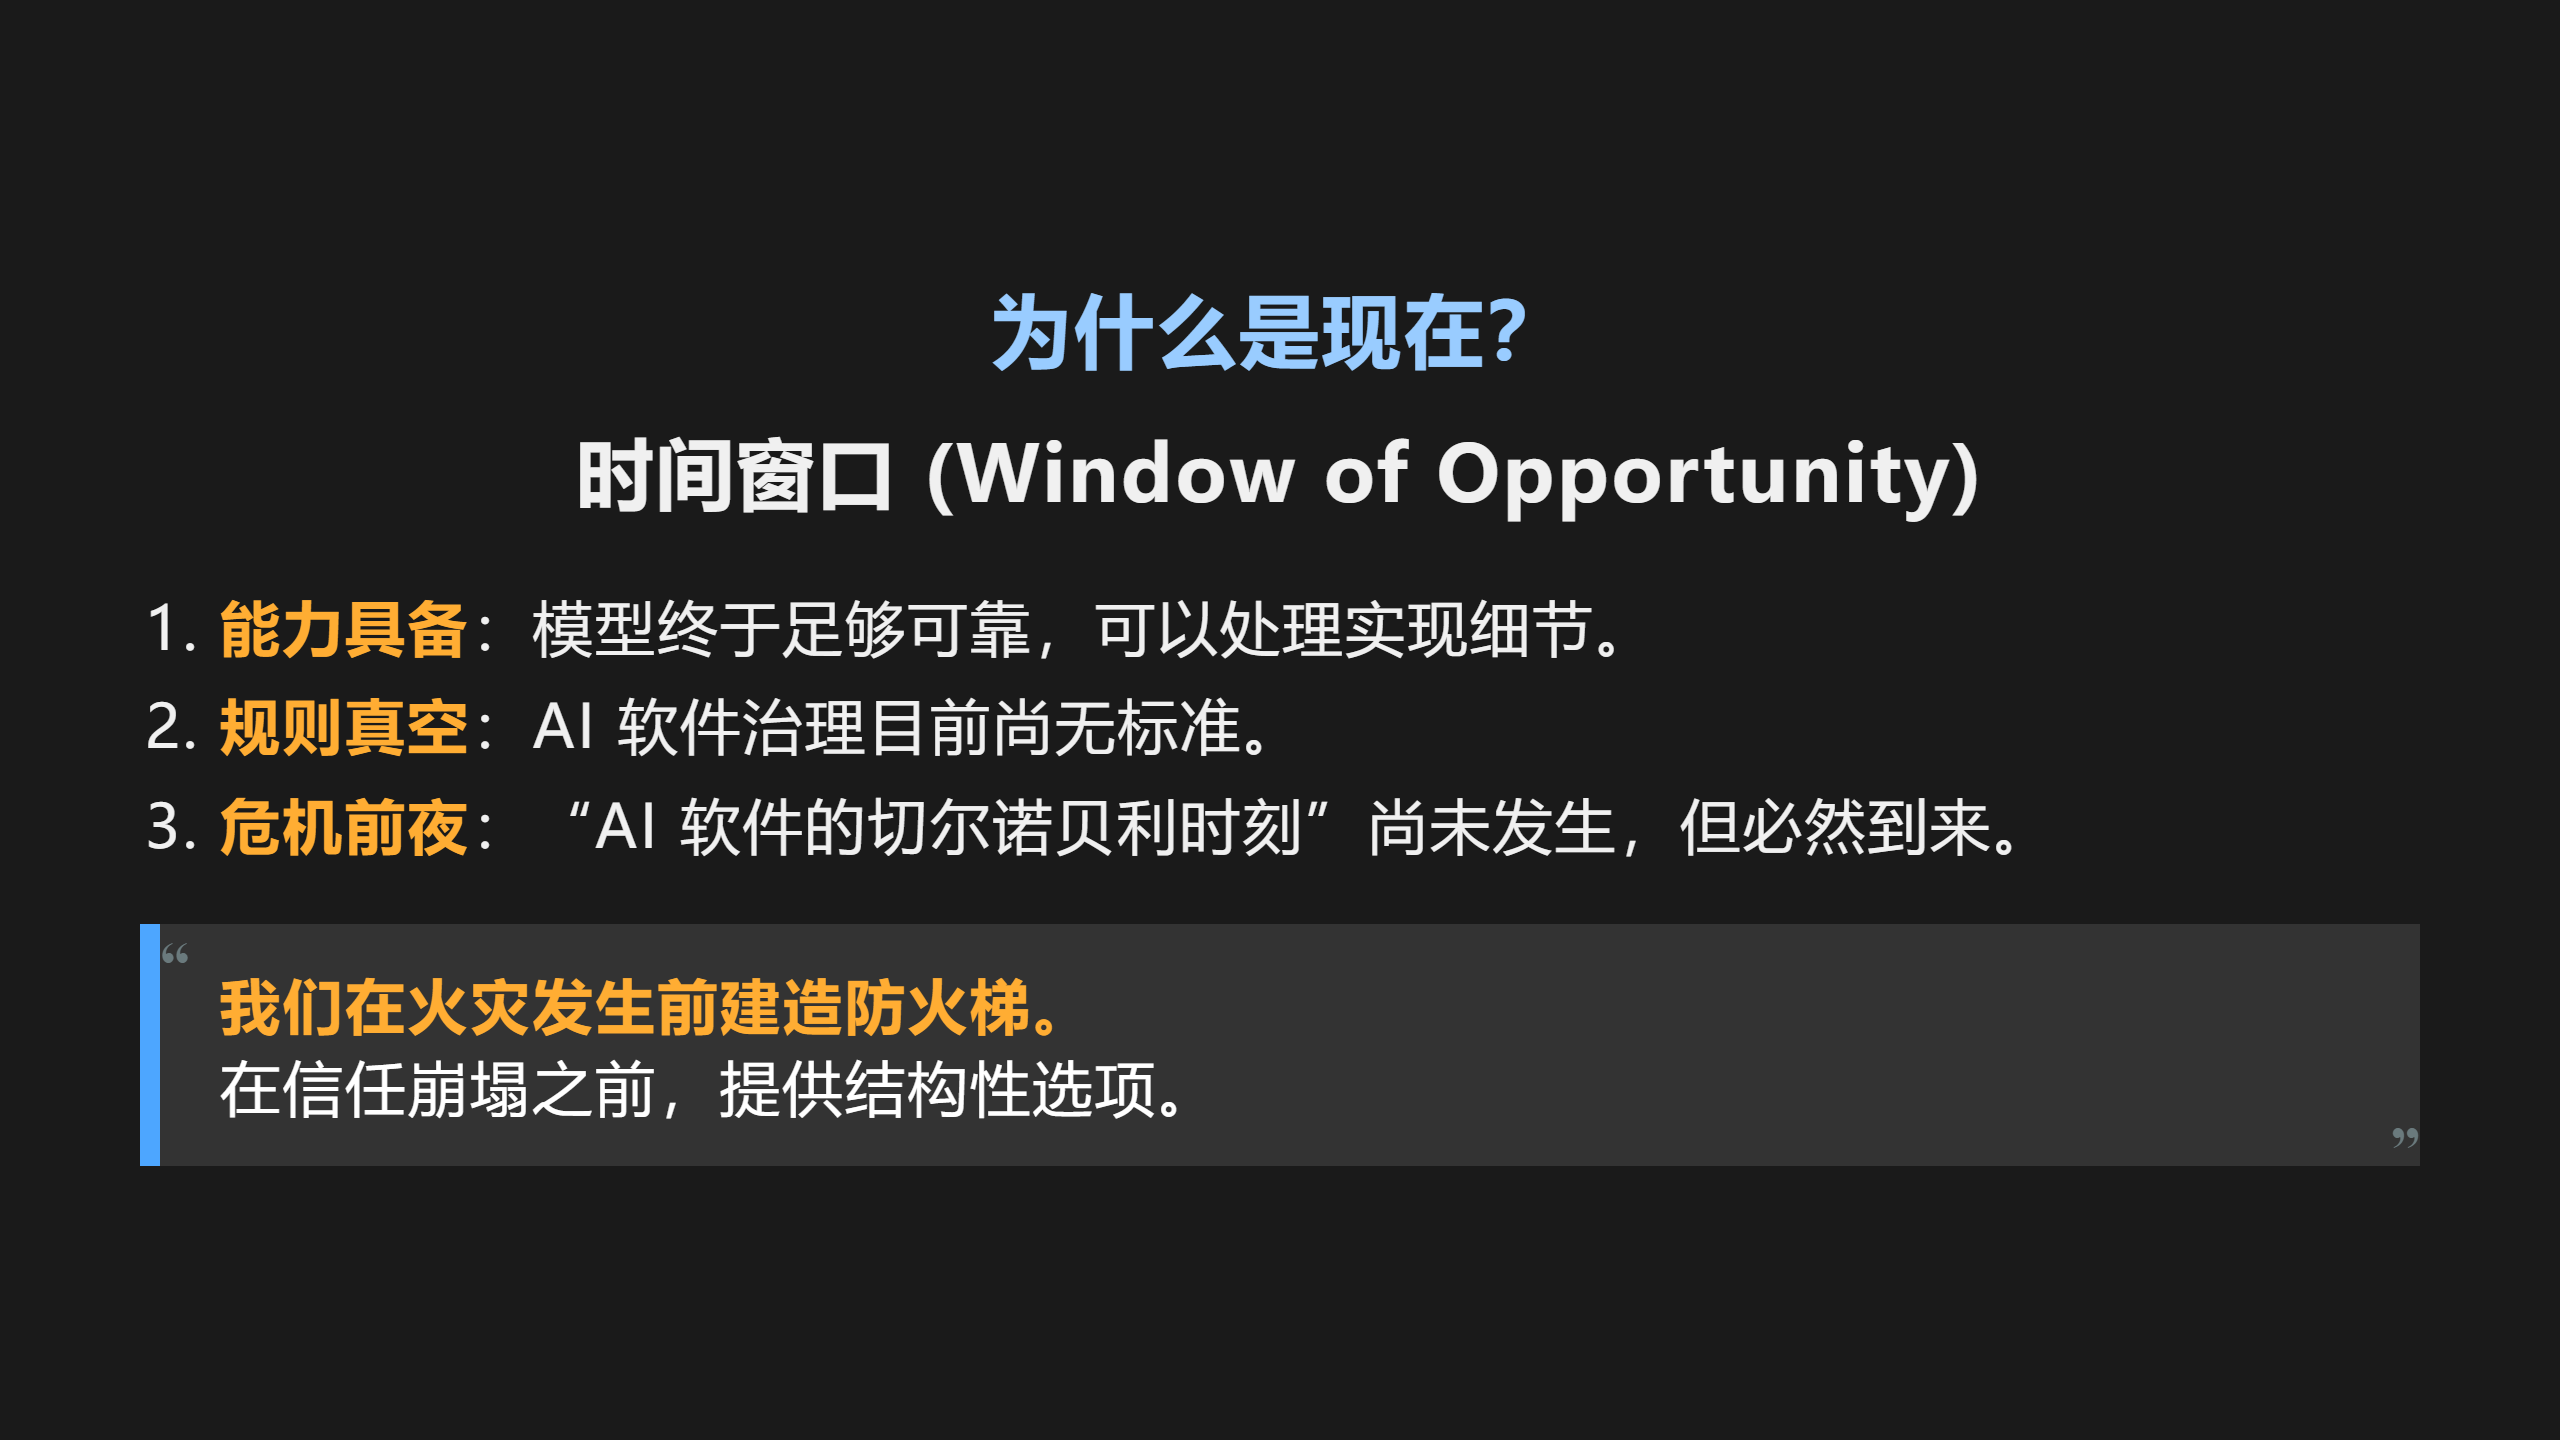 为什么是现在？
时间窗口 (Window of Opportunity)
1. 能力具备：模型终于足够可靠，可以处理实现细节。
2. 规则真空：AI 软件治理目前尚无标准。
3. 危机前夜：“AI 软件的切尔诺贝利时刻”尚未发生，但必然到来。
“
我们在火灾发生前建造防火梯。
在信任崩塌之前，提供结构性选项。
”